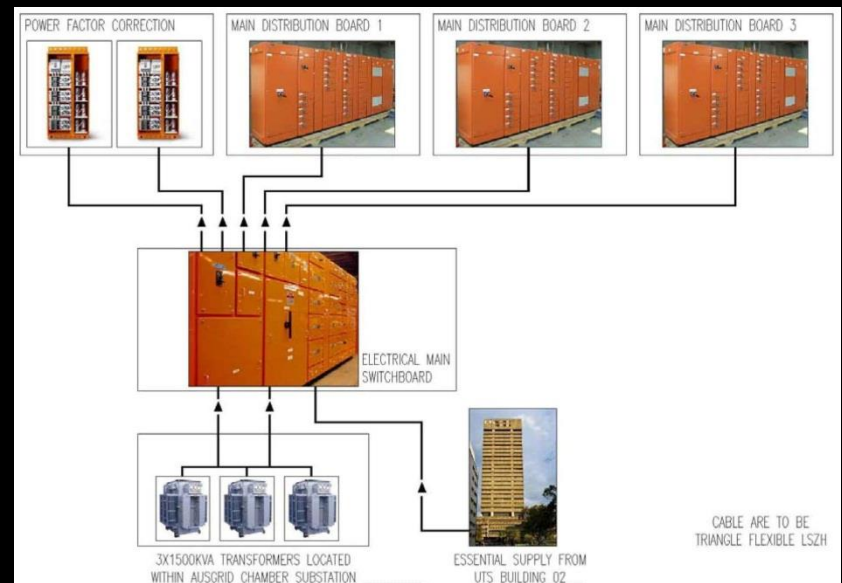 POWER FACTOR CORRECTION
MAIN DISTRIBUTION BOARD 1
MAIN DISTRIBUTION BOARD 2
MAIN DISTRIBUTION BOARD 3
ELECTRICAL MAIN
SWITCHBOARD
3X1500KVA TRANSFORMERS LOCATED
WITHIN AUSGRID CHAMBER SUBSTATION
ESSENTIAL SUPPLY FROM
UTS BUILDING 02
CABLE ARE TO BE
TRIANGLE FLEXIBLE LSZH